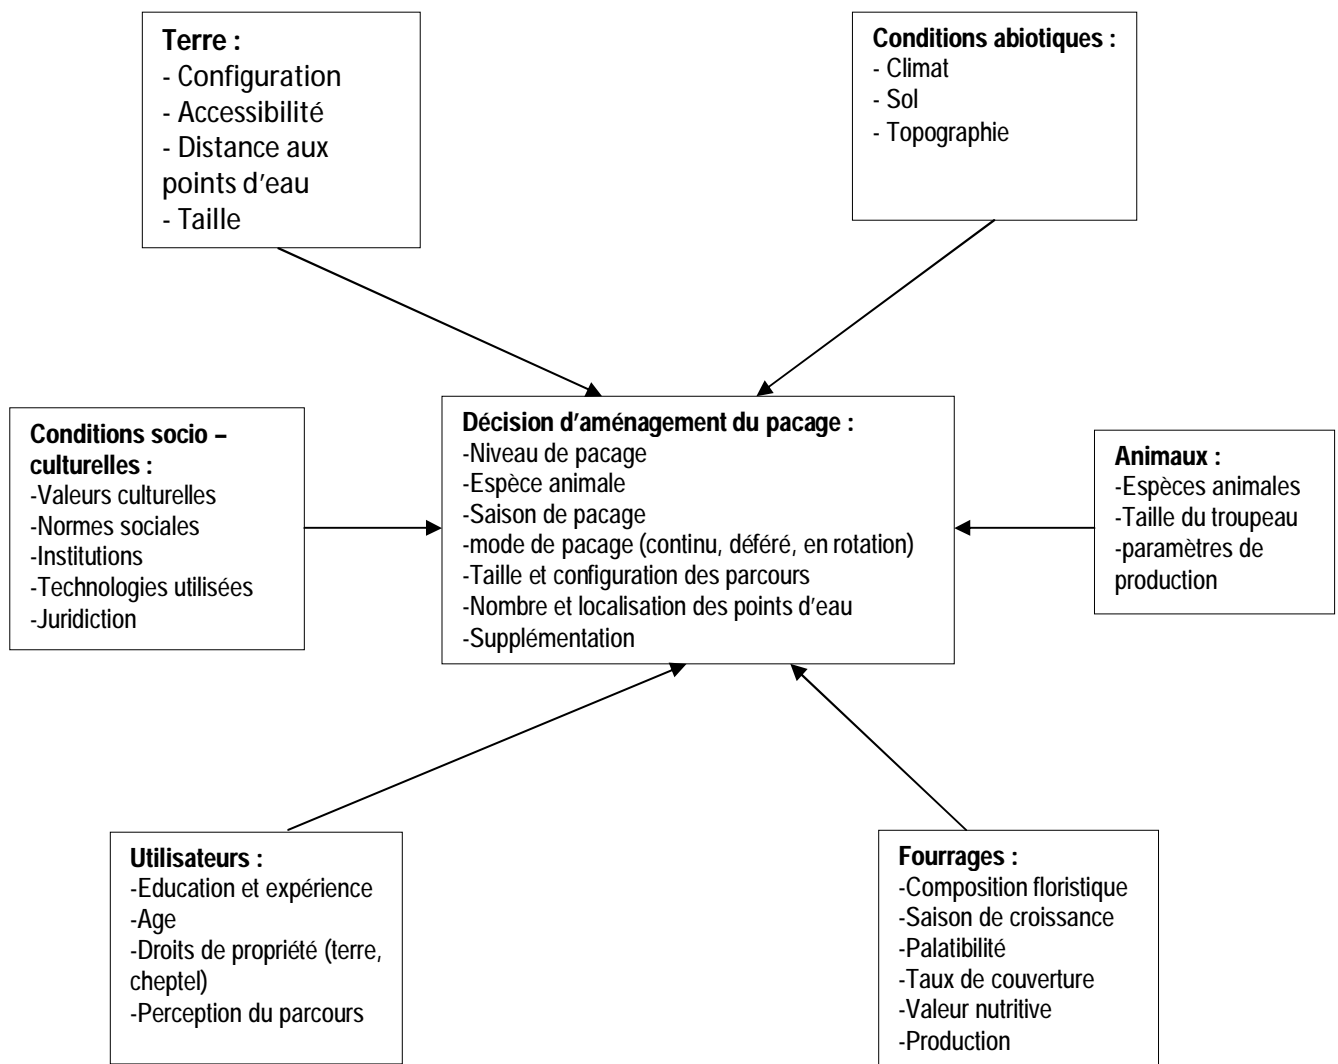 Terre :
- Configuration
- Accessibilité
- Distance aux
points d’eau
- Taille
Conditions abiotiques :
- Climat
- Sol
- Topographie
Conditions socio –
culturelles :
-Valeurs culturelles
-Normes sociales
-Institutions
-Technologies utilisées
-Juridiction
Décision d’aménagement du pacage :
-Niveau de pacage
-Espèce animale
-Saison de pacage
-mode de pacage (continu, déféré, en rotation)
-Taille et configuration des parcours
-Nombre et localisation des points d’eau
-Supplémentation
Animaux :
-Espèces animales
-Taille du troupeau
-paramètres de
production
Utilisateurs :
-Education et expérience
-Age
-Droits de propriété (terre,
cheptel)
-Perception du parcours
Fourrages :
-Composition floristique
-Saison de croissance
-Palatibilité
-Taux de couverture
-Valeur nutritive
-Production